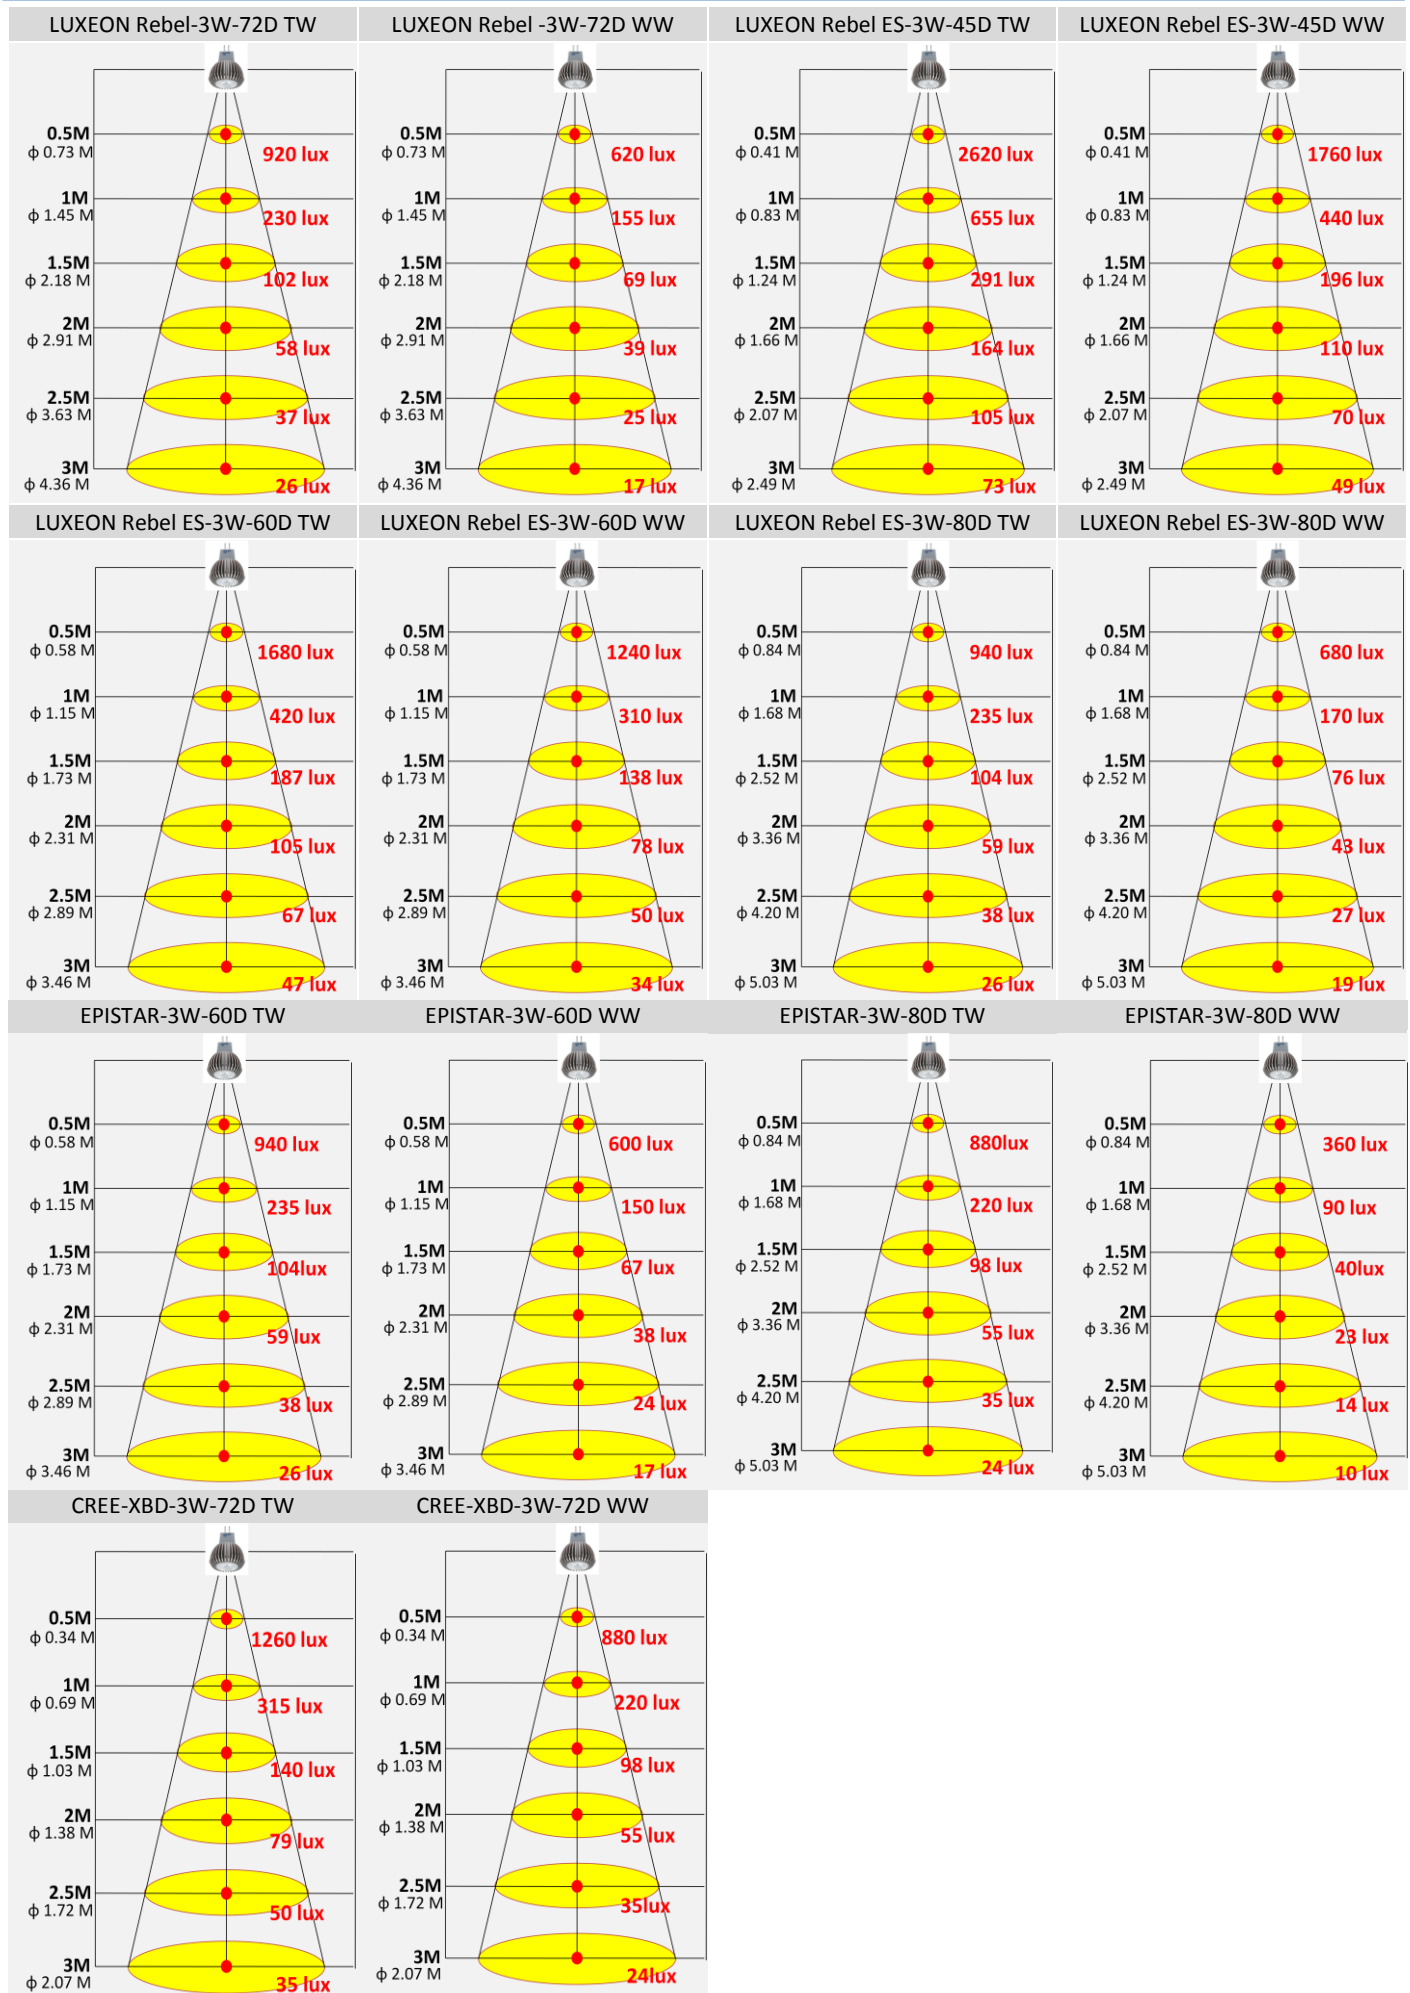 LUXEON Rebel-3W-72D TW
0.5M
ϕ 0.73 M
920 lux
1M
ϕ 1.45 M
230 lux
1.5M
ϕ 2.18 M
102 lux
2M
ϕ 2.91 M
58 lux
2.5M
ϕ 3.63 M
37 lux
3M
ϕ 4.36 M
26 lux
LUXEON Rebel -3W-72D WW
0.5M
ϕ 0.73 M
620 lux
1M
ϕ 1.45 M
155 lux
1.5M
ϕ 2.18 M
69 lux
2M
ϕ 2.91 M
39 lux
2.5M
ϕ 3.63 M
25 lux
3M
ϕ 4.36 M
17 lux
LUXEON Rebel ES-3W-45D TW
0.5M
ϕ 0.41 M
2620 lux
1M
ϕ 0.83 M
655 lux
1.5M
ϕ 1.24 M
291 lux
2M
ϕ 1.66 M
164 lux
2.5M
ϕ 2.07 M
105 lux
3M
ϕ 2.49 M
73 lux
LUXEON Rebel ES-3W-45D WW
0.5M
ϕ 0.41 M
1760 lux
1M
ϕ 0.83 M
440 lux
1.5M
ϕ 1.24 M
196 lux
2M
ϕ 1.66 M
110 lux
2.5M
ϕ 2.07 M
70 lux
3M
ϕ 2.49 M
49 lux
LUXEON Rebel ES-3W-60D TW
0.5M
ϕ 0.58 M
1680 lux
1M
ϕ 1.15 M
420 lux
1.5M
ϕ 1.73 M
187 lux
2M
ϕ 2.31 M
105 lux
2.5M
ϕ 2.89 M
67 lux
3M
ϕ 3.46 M
47 lux
LUXEON Rebel ES-3W-60D WW
0.5M
ϕ 0.58 M
1240 lux
1M
ϕ 1.15 M
310 lux
1.5M
ϕ 1.73 M
138 lux
2M
ϕ 2.31 M
78 lux
2.5M
ϕ 2.89 M
50 lux
3M
ϕ 3.46 M
34 lux
LUXEON Rebel ES-3W-80D TW
0.5M
ϕ 0.84 M
940 lux
1M
ϕ 1.68 M
235 lux
1.5M
ϕ 2.52 M
104 lux
2M
ϕ 3.36 M
59 lux
2.5M
ϕ 4.20 M
38 lux
3M
ϕ 5.03 M
26 lux
LUXEON Rebel ES-3W-80D WW
0.5M
ϕ 0.84 M
680 lux
1M
ϕ 1.68 M
170 lux
1.5M
ϕ 2.52 M
76 lux
2M
ϕ 3.36 M
43 lux
2.5M
ϕ 4.20 M
27 lux
3M
ϕ 5.03 M
19 lux
EPISTAR-3W-60D TW
0.5M
ϕ 0.58 M
940 lux
1M
ϕ 1.15 M
235 lux
1.5M
ϕ 1.73 M
104lux
2M
ϕ 2.31 M
59 lux
2.5M
ϕ 2.89 M
38 lux
3M
ϕ 3.46 M
26 lux
EPISTAR-3W-60D WW
0.5M
ϕ 0.58 M
600 lux
1M
ϕ 1.15 M
150 lux
1.5M
ϕ 1.73 M
67 lux
2M
ϕ 2.31 M
38 lux
2.5M
ϕ 2.89 M
24 lux
3M
ϕ 3.46 M
17 lux
EPISTAR-3W-80D TW
0.5M
ϕ 0.84 M
880lux
1M
ϕ 1.68 M
220 lux
1.5M
ϕ 2.52 M
98 lux
2M
ϕ 3.36 M
55 lux
2.5M
ϕ 4.20 M
35 lux
3M
ϕ 5.03 M
24 lux
EPISTAR-3W-80D WW
0.5M
ϕ 0.84 M
360 lux
1M
ϕ 1.68 M
90 lux
1.5M
ϕ 2.52 M
40lux
2M
ϕ 3.36 M
23 lux
2.5M
ϕ 4.20 M
14 lux
3M
ϕ 5.03 M
10 lux
CREE-XBD-3W-72D TW
0.5M
ϕ 0.34 M
1260 lux
1M
ϕ 0.69 M
315 lux
1.5M
ϕ 1.03 M
140 lux
2M
ϕ 1.38 M
79 lux
2.5M
ϕ 1.72 M
50 lux
3M
ϕ 2.07 M
35 lux
CREE-XBD-3W-72D WW
0.5M
ϕ 0.34 M
880 lux
1M
ϕ 0.69 M
220 lux
1.5M
ϕ 1.03 M
98 lux
2M
ϕ 1.38 M
55 lux
2.5M
ϕ 1.72 M
35lux
3M
ϕ 2.07 M
24lux